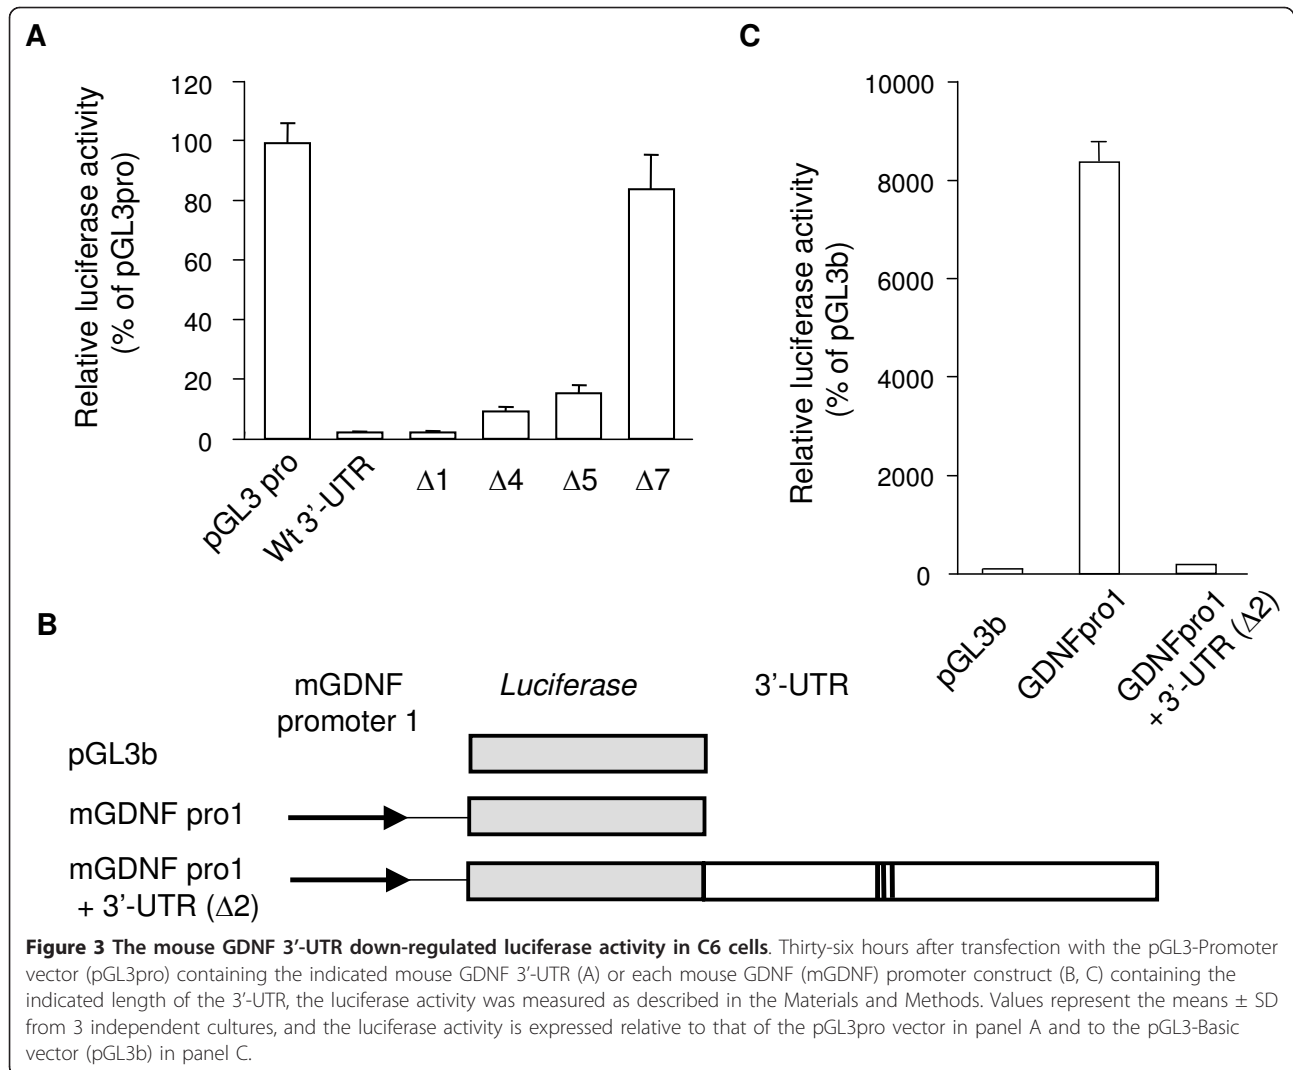 A
Relative luciferase activity
(% of pGL3pro)
120
100
80
60
40
20
0
pGL3 pro
Wt 3’-UTR
Δ1
Δ4
Δ5
Δ7
C
Relative luciferase activity
(% of pGL3b)
10000
8000
6000
4000
2000
0
pGL3b
GDNFpro1
GDNFpro1
+3’-UTR (Δ2)
B
mGDNF
promoter 1
Luciferase
3’-UTR
pGL3b
mGDNF pro1
mGDNF pro1
+ 3’-UTR (Δ2)
Figure 3 The mouse GDNF 3’-UTR down-regulated luciferase activity in C6 cells. Thirty-six hours after transfection with the pGL3-Promoter
vector (pGL3pro) containing the indicated mouse GDNF 3’-UTR (A) or each mouse GDNF (mGDNF) promoter construct (B, C) containing the
indicated length of the 3’-UTR, the luciferase activity was measured as described in the Materials and Methods. Values represent the means ± SD
from 3 independent cultures, and the luciferase activity is expressed relative to that of the pGL3pro vector in panel A and to the pGL3-Basic
vector (pGL3b) in panel C.